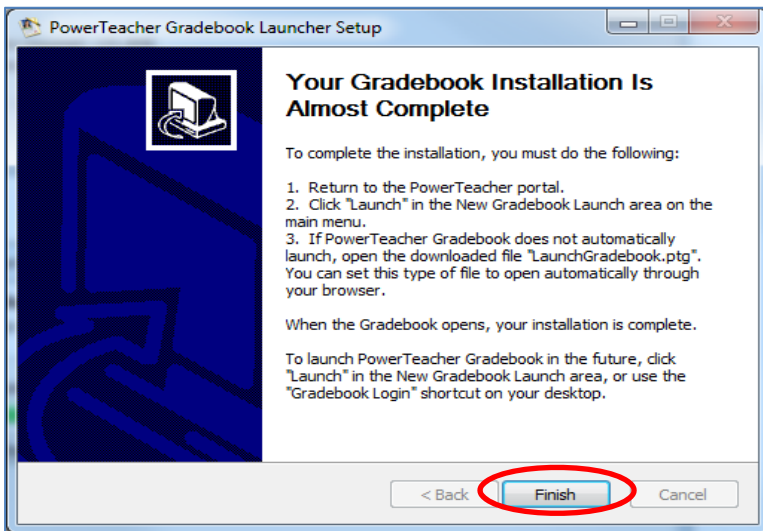 PowerTeacher Gradebook Launcher Setup
Your Gradebook Installation Is
Almost Complete
To complete the installation, you must do the following:
1. Return to the PowerTeacher portal.
2. Click "Launch" in the New Gradebook Launch area on the
main menu.
3. If PowerTeacher Gradebook does not automatically
launch, open the downloaded file "LaunchGradebook.ptg".
You can set this type of file to open automatically through
your browser.
When the Gradebook opens, your installation is complete.
To launch PowerTeacher Gradebook in the future, click
"Launch" in the New Gradebook Launch area, or use the
"Gradebook Login" shortcut on your desktop.
< Back Finish Cancel